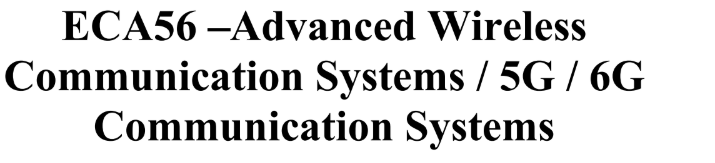 ECA56 –Advanced Wireless
Communication Systems / 5G / 6G
Communication Systems